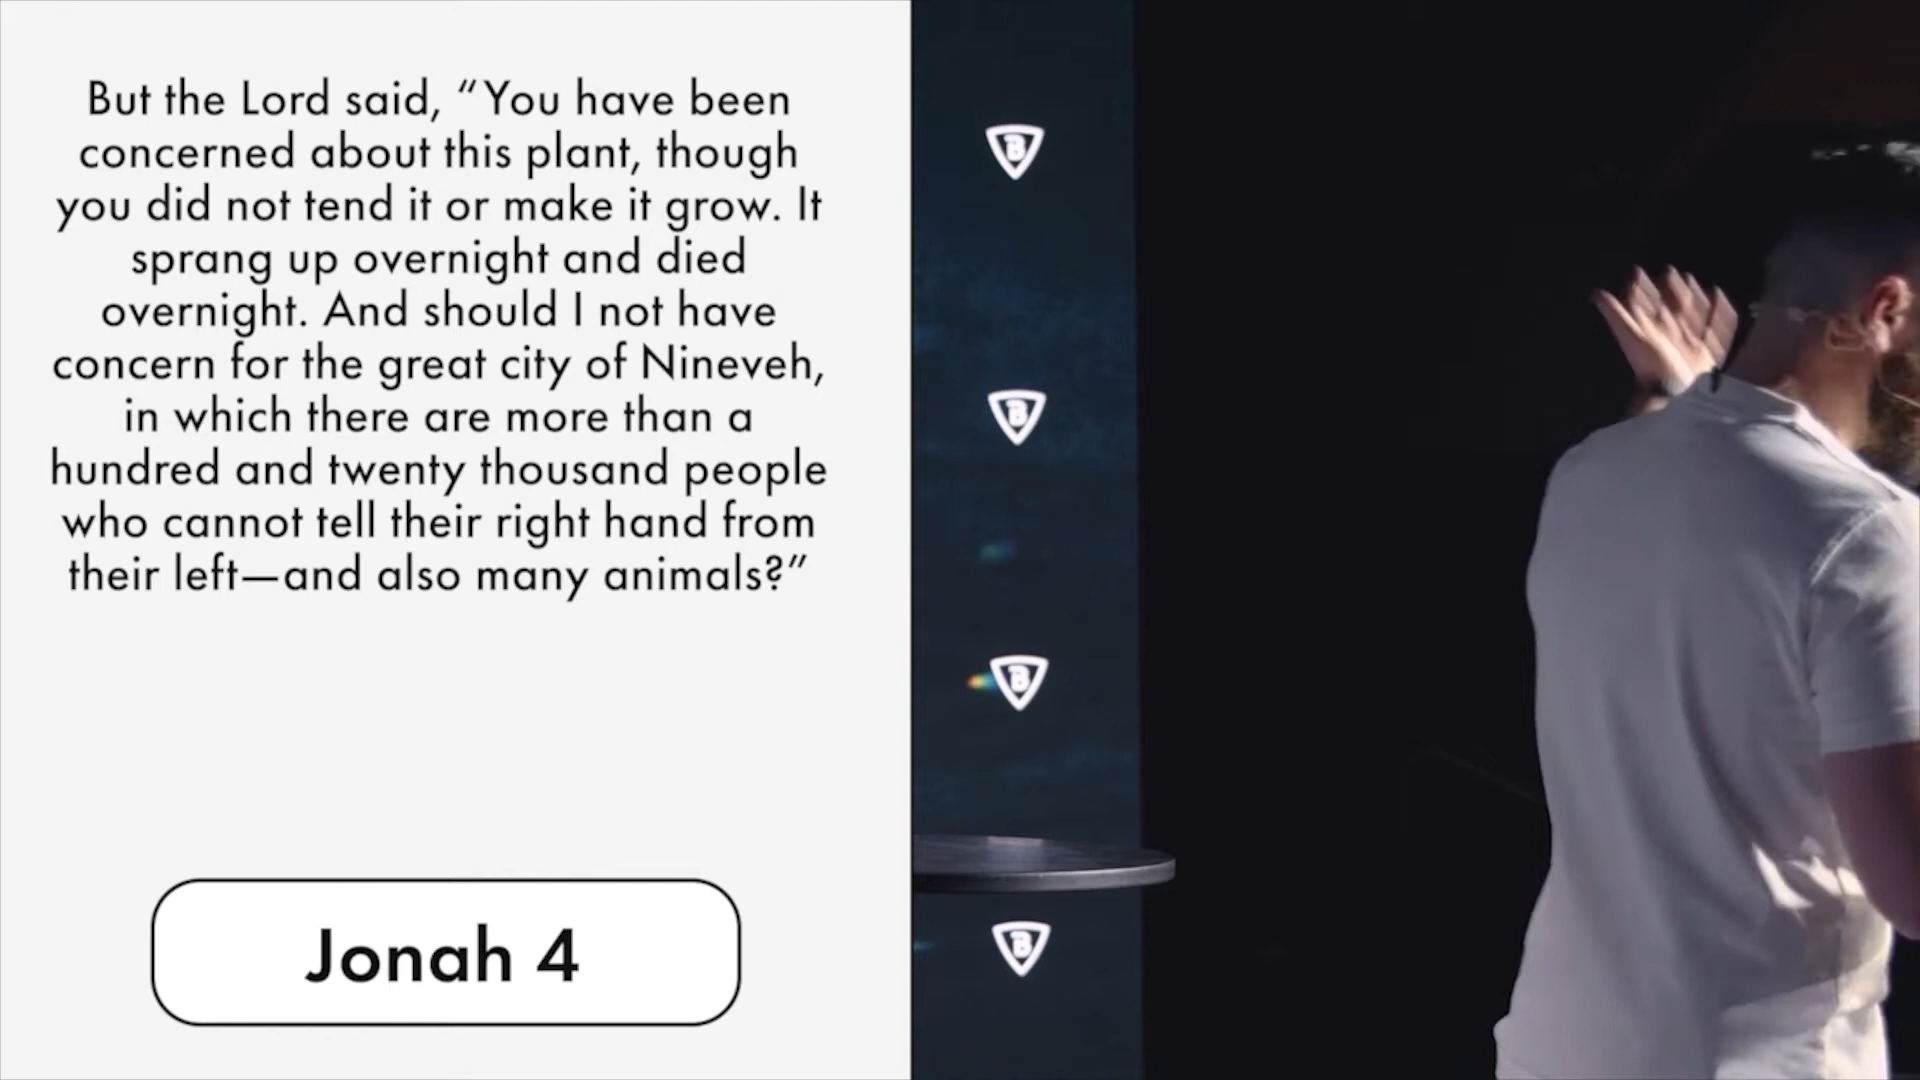 But the Lord said, “You have been
concerned about this plant, though
you did not tend it or make it grow. It
sprang up overnight and died
overnight. And should I not have
concern for the great city of Nineveh,
in which there are more than a
hundred and twenty thousand people
who cannot tell their right hand from
their left—and also many animals?”
Jonah 4
B
B
B
B